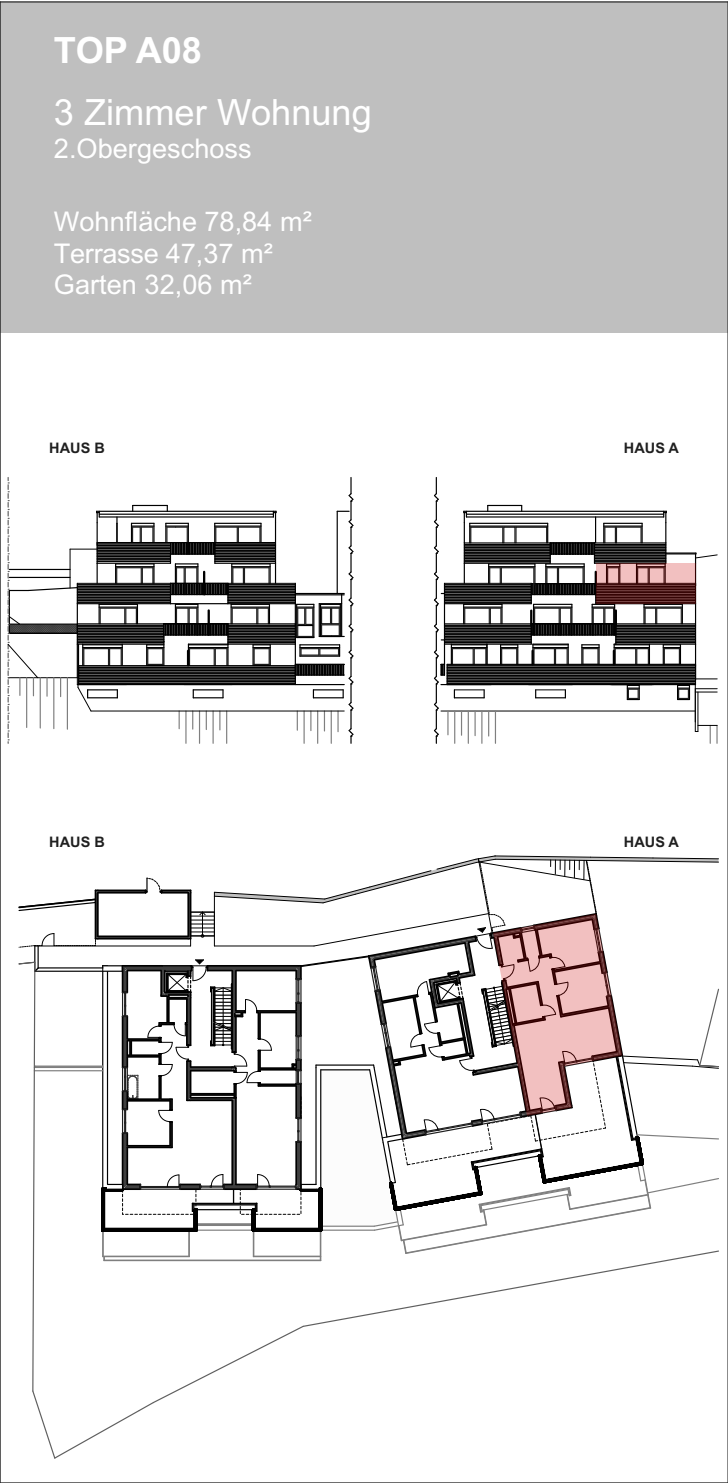 TOP A08
3 Zimmer Wohnung
2.Obergeschoss
Wohnfläche 78,84 m²
Terrasse 47,37 m²
Garten 32,06 m²
HAUS B
HAUS A
HAUS B
HAUS A